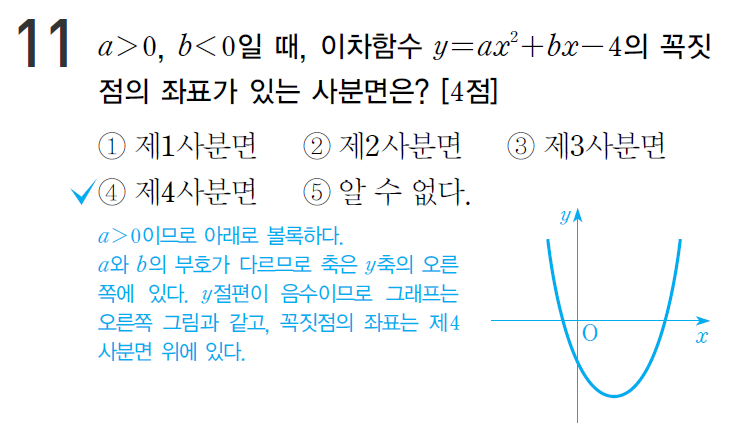 11 a>0, b<0일 때, 이차함수 y=ax²+bx-4의 꼭짓
점의 좌표가 있는 사분면은? [4점]
① 제1사분면 ② 제2사분면 ③ 제3사분면
④ 제4사분면 ⑤ 알 수 없다.
a>0이므로 아래로 볼록하다.
a와 b의 부호가 다르므로 축은 y축의 오른
쪽에 있다. y절편이 음수이므로 그래프는
오른쪽 그림과 같고, 꼭짓점의 좌표는 제4
사분면 위에 있다.
y
O
x